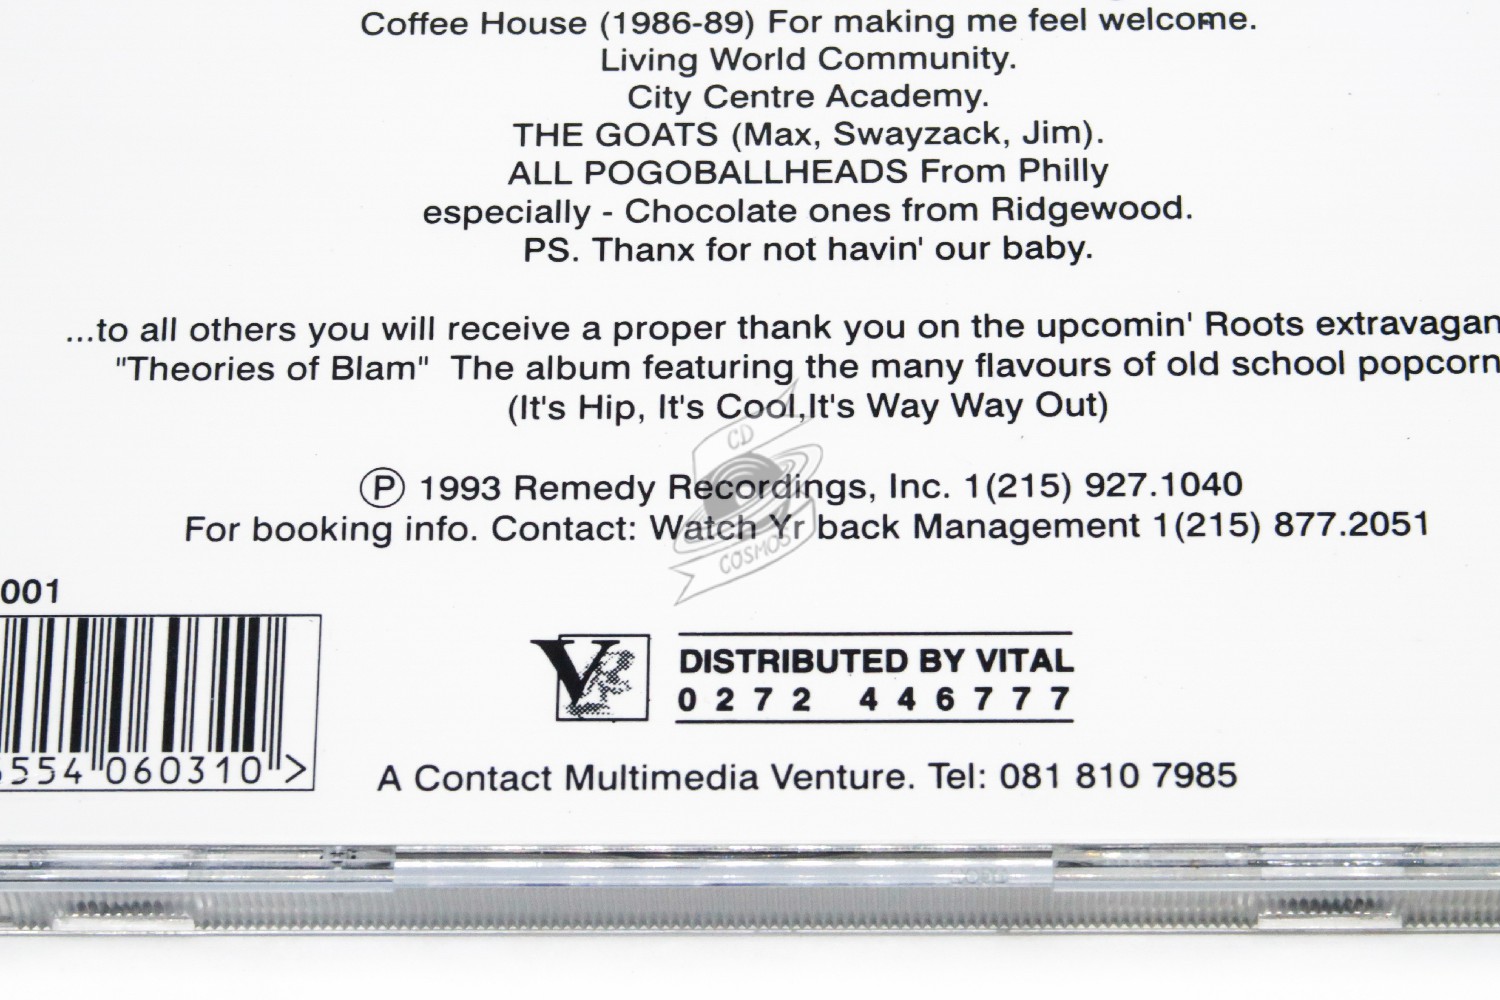 Coffee House (1986-89) For making me feel welcome.
Living World Community.
City Centre Academy.
THE GOATS (Max, Swayzack, Jim).
ALL POGOBALLHEADS From Philly
especially - Chocolate ones from Ridgewood.
PS. Thanx for not havin' our baby.
...to all others you will receive a proper thank you on the upcomin' Roots extravagan
"Theories of Blam" The album featuring the many flavours of old school popcorn
(It's Hip, It's Cool,It's Way Way Out)
CD
COSMOS
Ⓟ 1993 Remedy Recordings, Inc. 1(215) 927.1040
For booking info. Contact: Watch Yr back Management 1(215) 877.2051
001
554 060310 >
V
DISTRIBUTED BY VITAL
0272 446777
A Contact Multimedia Venture. Tel: 081 810 7985